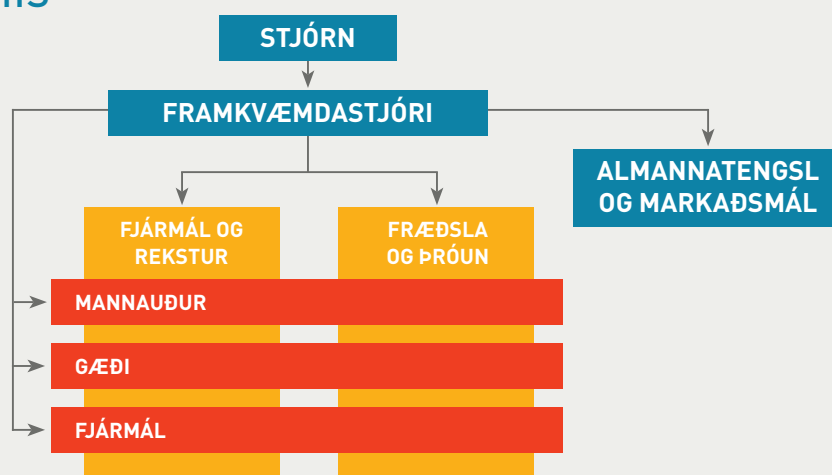 STJÓRN
FRAMKVÆMDASTJÓRI
ALMANNATENGSL
OG MARKAÐSMÁL
FJÁRMÁL OG
REKSTUR
FRÆÐSLA
OG ÞRÓUN
MANNAUÐUR
GÆÐI
FJÁRMÁL